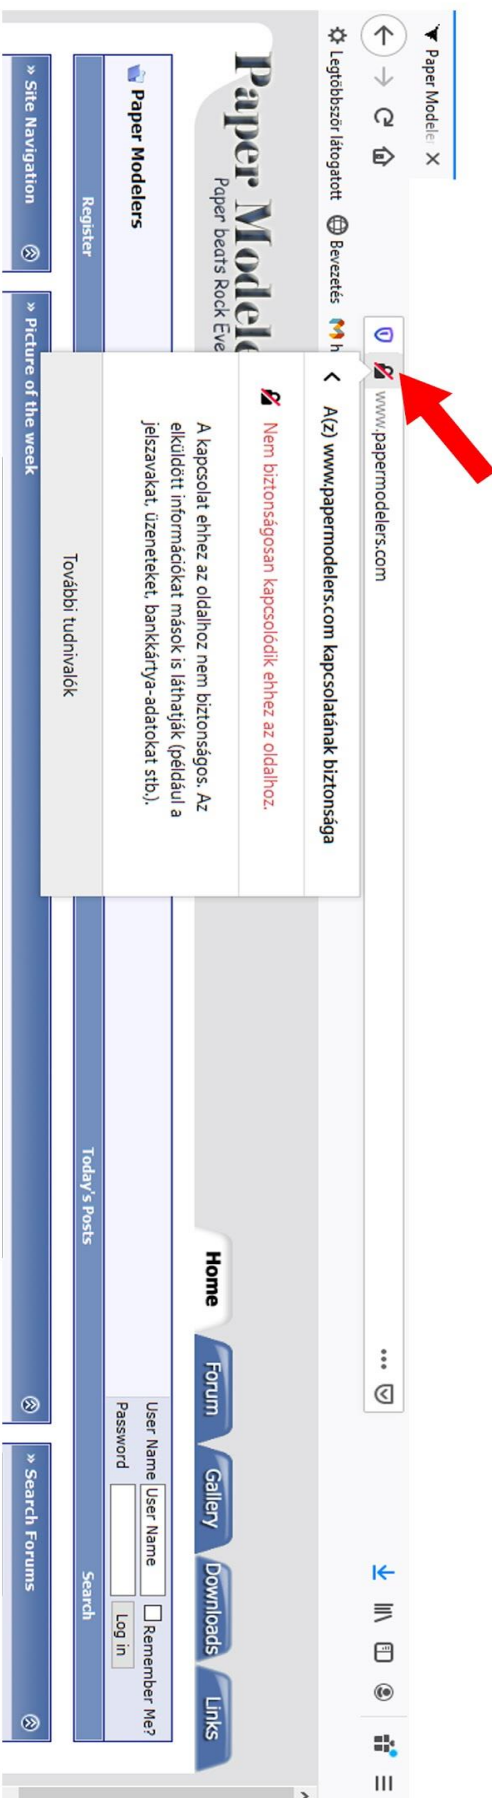 Paper Modeler
Legtöbbször látogatott
Bevezetés
h
www.papermodelers.com
A(z) www.papermodelers.com kapcsolatának biztonsága
Nem biztonságosan kapcsolódik ehhez az oldalhoz.
A kapcsolat ehhez az oldalhoz nem biztonságos. Az
elküldött információkat mások is láthatják (például a
jelszavakat, üzeneteket, bankkártya-adatokat stb.).
További tudnivalók
Paper Modele
Paper beats Rock Eve
Home
Forum
Gallery
Downloads
Links
Paper Modelers
User Name
User Name
Remember Me?
Password
Log in
Register
Today's Posts
Search
» Site Navigation
» Picture of the week
» Search Forums